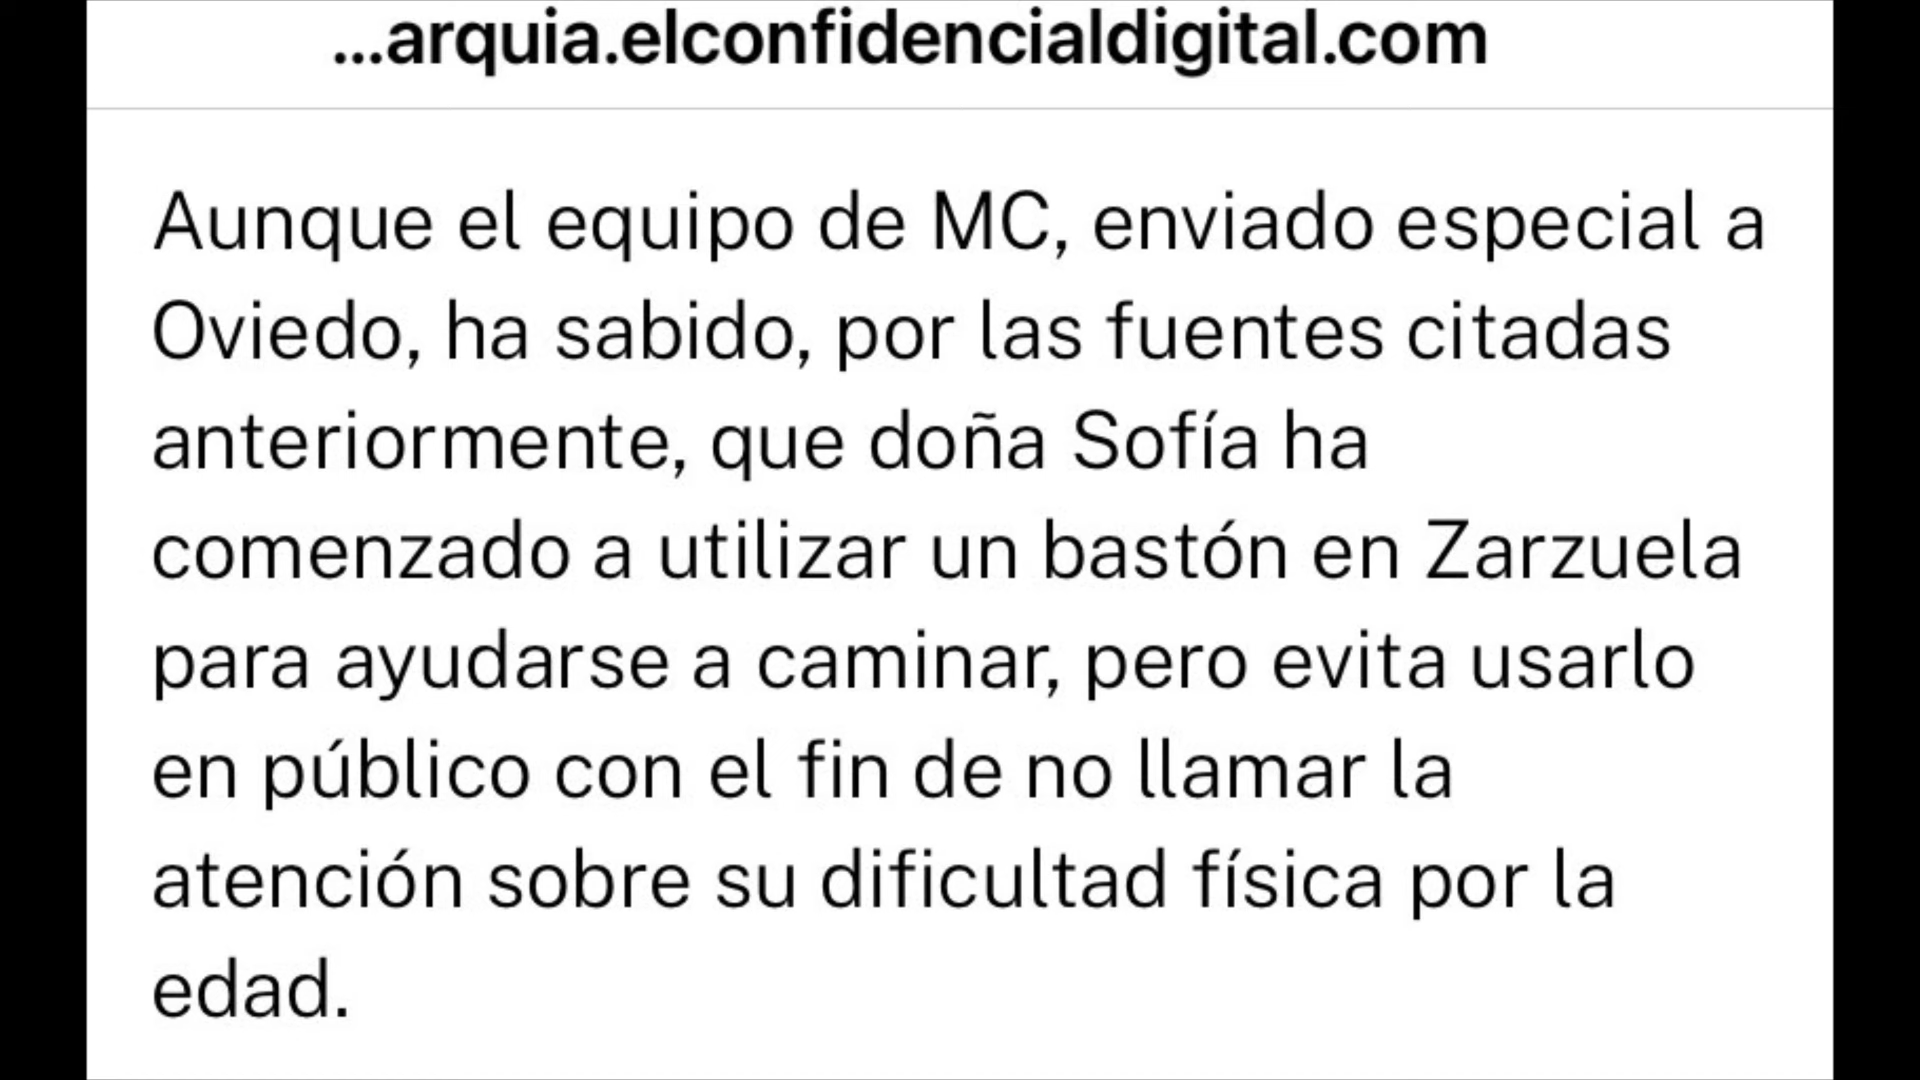 ...arquia.elconfidencialdigital.com
Aunque el equipo de MC, enviado especial a
Oviedo, ha sabido, por las fuentes citadas
anteriormente, que doña Sofía ha
comenzado a utilizar un bastón en Zarzuela
para ayudarse a caminar, pero evita usarlo
en público con el fin de no llamar la
atención sobre su dificultad física por la
edad.